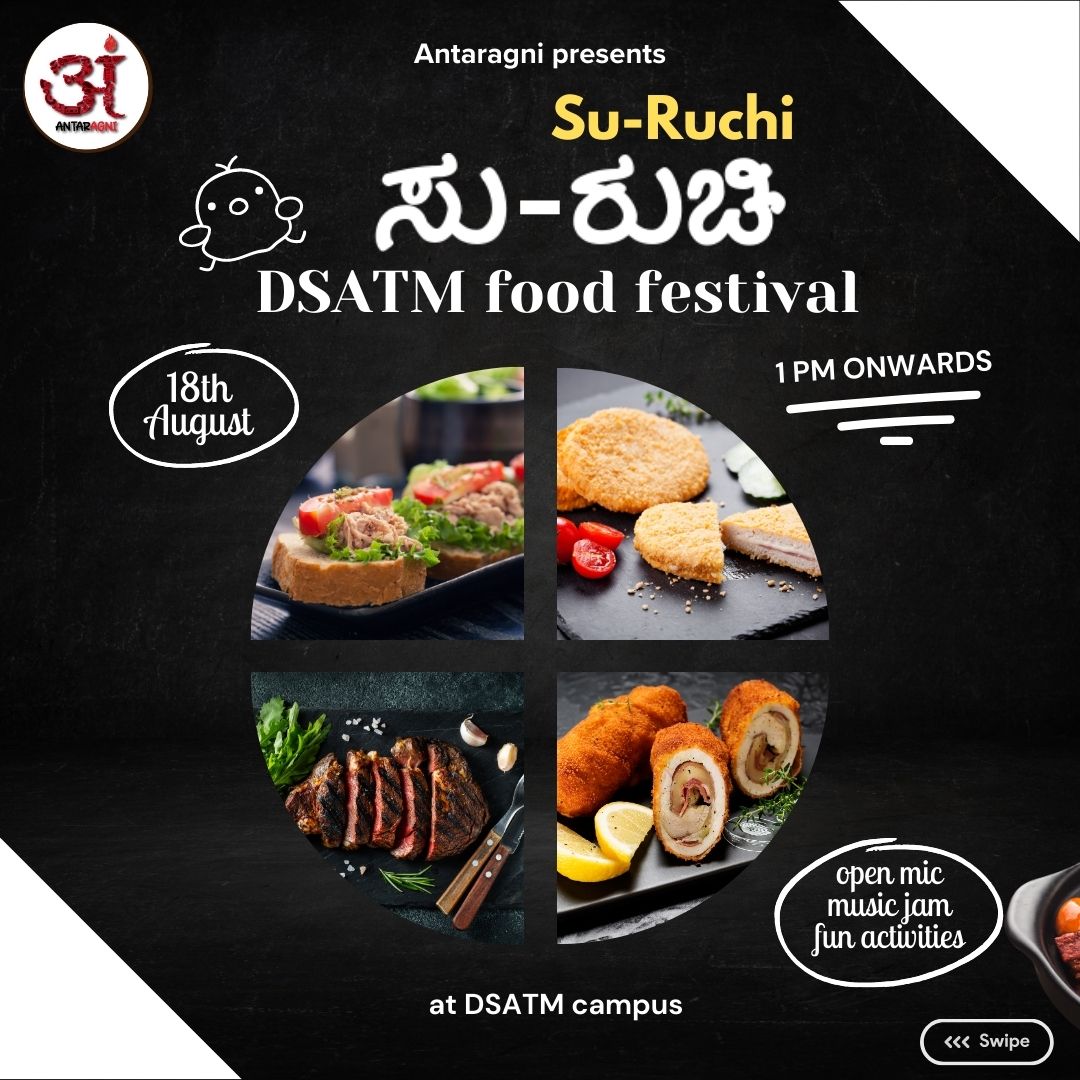 अं
ANTARAGNI
Antaragni presents
Su-Ruchi
ಸು-ರುಚಿ
DSATM food festival
18th
August
1 PM ONWARDS
open mic
music jam
fun activities
at DSATM campus
<<< Swipe